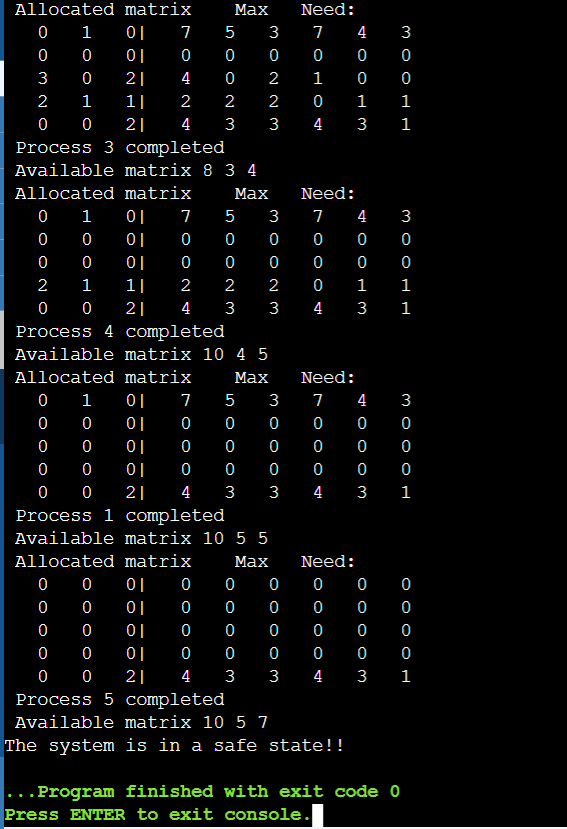 Allocated matrix    Max   Need:
0   1   0|   7   5   3   7   4   3
0   0   0|   0   0   0   0   0   0
3   0   2|   4   0   2   1   0   0
2   1   1|   2   2   2   0   1   1
0   0   2|   4   3   3   4   3   1
Process 3 completed
Available matrix 8 3 4
Allocated matrix    Max   Need:
0   1   0|   7   5   3   7   4   3
0   0   0|   0   0   0   0   0   0
0   0   0|   0   0   0   0   0   0
2   1   1|   2   2   2   0   1   1
0   0   2|   4   3   3   4   3   1
Process 4 completed
Available matrix 10 4 5
Allocated matrix    Max   Need:
0   1   0|   7   5   3   7   4   3
0   0   0|   0   0   0   0   0   0
0   0   0|   0   0   0   0   0   0
0   0   0|   0   0   0   0   0   0
0   0   2|   4   3   3   4   3   1
Process 1 completed
Available matrix 10 5 5
Allocated matrix    Max   Need:
0   0   0|   0   0   0   0   0   0
0   0   0|   0   0   0   0   0   0
0   0   0|   0   0   0   0   0   0
0   0   0|   0   0   0   0   0   0
0   0   2|   4   3   3   4   3   1
Process 5 completed
Available matrix 10 5 7
The system is in a safe state!!
...Program finished with exit code 0
Press ENTER to exit console.